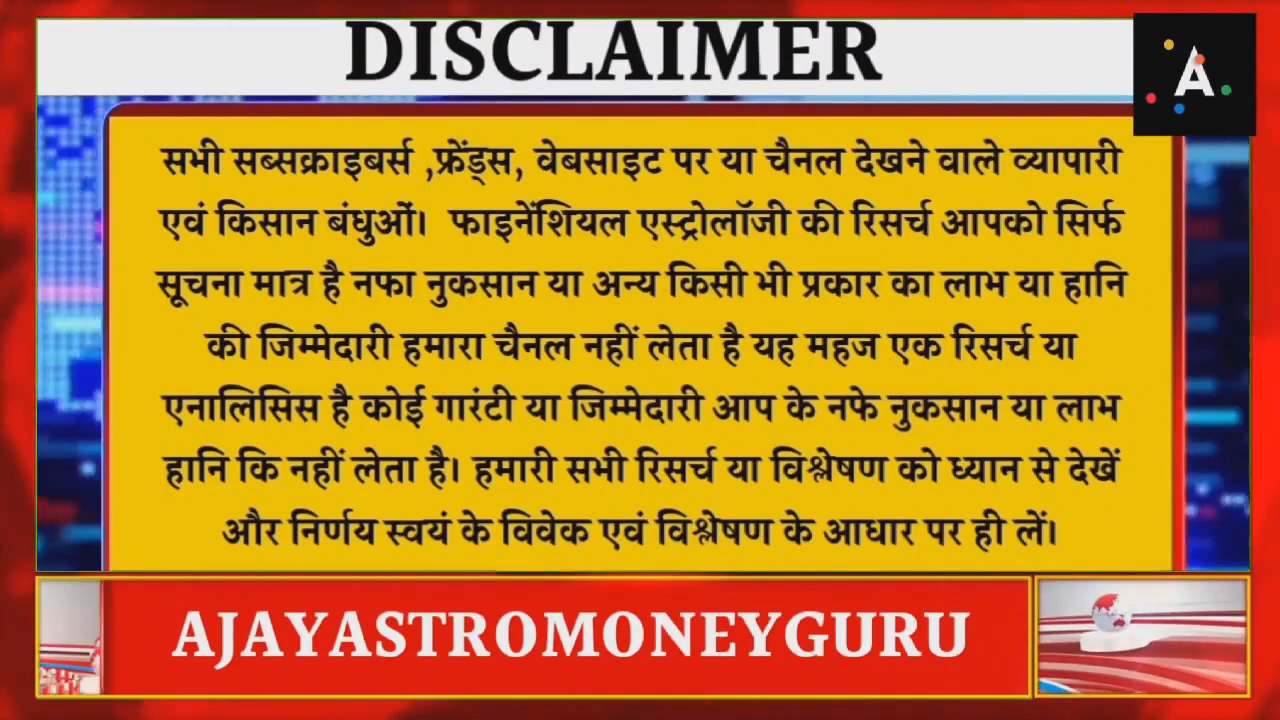 DISCLAIMER
A
सभी सब्सक्राइबर्स ,फ्रेंड्स, वेबसाइट पर या चैनल देखने वाले व्यापारी
एवं किसान बंधुओं। फाइनेंशियल एस्ट्रोलॉजी की रिसर्च आपको सिर्फ
सूचना मात्र है नफा नुकसान या अन्य किसी भी प्रकार का लाभ या हानि
की जिम्मेदारी हमारा चैनल नहीं लेता है यह महज एक रिसर्च या
एनालिसिस है कोई गारंटी या जिम्मेदारी आप के नफे नुकसान या लाभ
हानि कि नहीं लेता है। हमारी सभी रिसर्च या विश्लेषण को ध्यान से देखें
और निर्णय स्वयं के विवेक एवं विश्लेषण के आधार पर ही लें।
AJAYASTROMONEYGURU